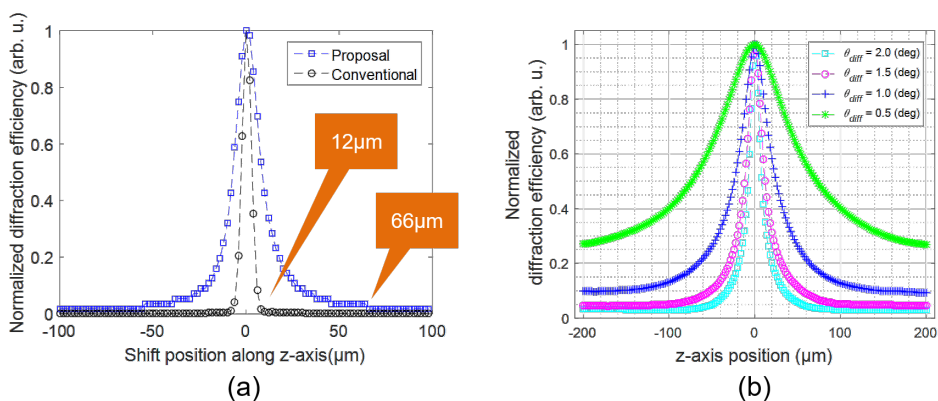 Normalized diffraction efficiency (arb. u.)
1
0.8
0.6
0.4
0.2
0
-100
-50
0
50
100
Shift position along z-axis(μm)
Proposal
Conventional
12μm
66μm
(a)
Normalized
diffraction efficiency (arb. u.)
1
0.8
0.6
0.4
0.2
0
-200
-100
0
100
200
z-axis position (μm)
θdiff = 2.0 (deg)
θdiff = 1.5 (deg)
θdiff = 1.0 (deg)
θdiff = 0.5 (deg)
(b)